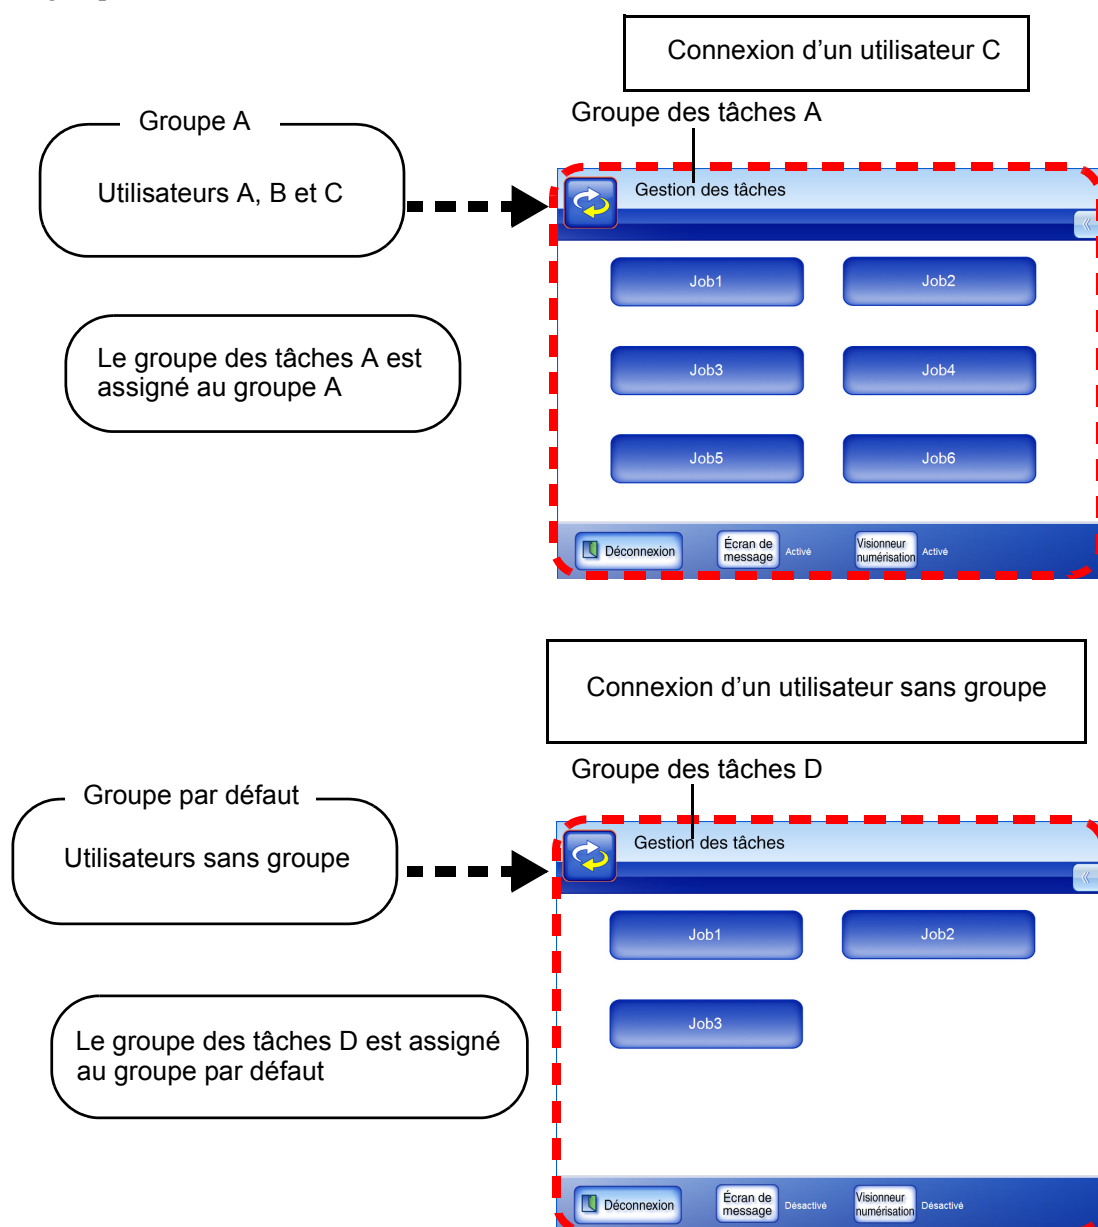 Connexion d’un utilisateur C
Groupe des tâches A
Groupe A
Utilisateurs A, B et C
Gestion des tâches
Job1
Job2
Le groupe des tâches A est
assigné au groupe A
Job3
Job4
Job5
Job6
Déconnexion
Écran de
message
Activé
Visionneur
numérisation
Activé
Connexion d’un utilisateur sans groupe
Groupe des tâches D
Groupe par défaut
Utilisateurs sans groupe
Gestion des tâches
Job1
Job2
Job3
Le groupe des tâches D est assigné
au groupe par défaut
Déconnexion
Écran de
message
Désactivé
Visionneur
numérisation
Désactivé